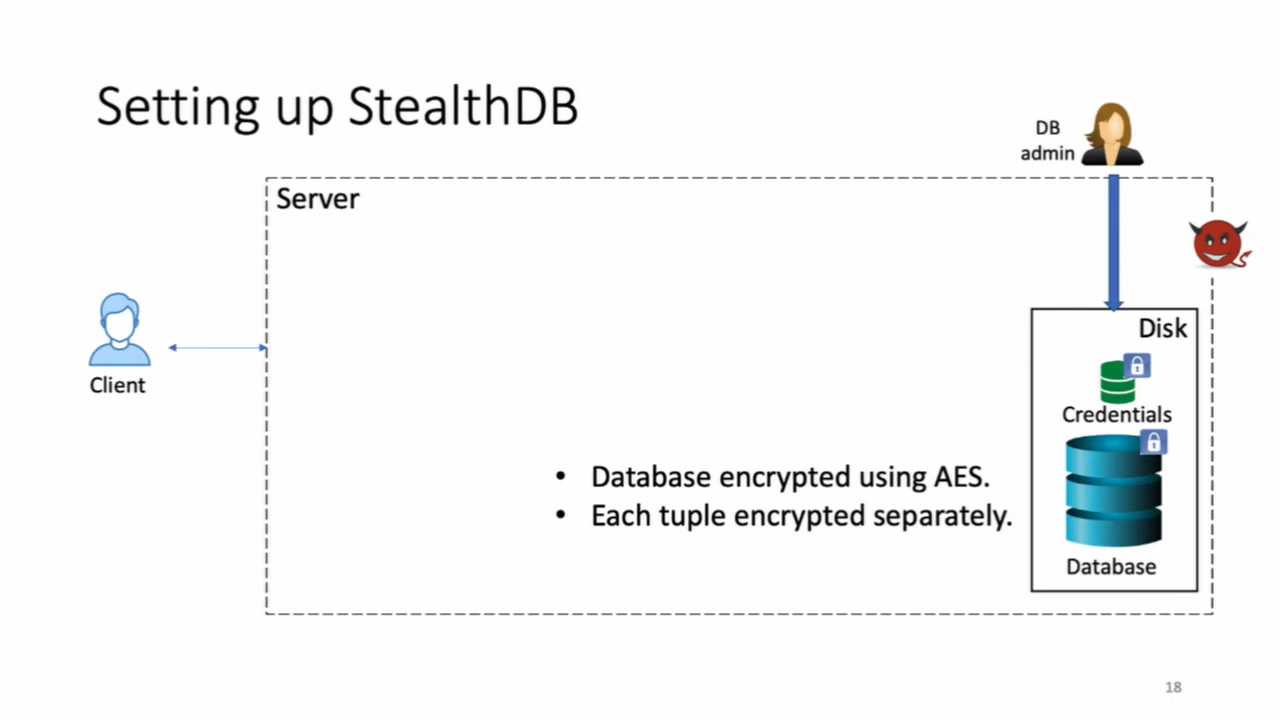 Setting up StealthDB
DB
admin
Server
Disk
Client
Credentials
• Database encrypted using AES.
• Each tuple encrypted separately.
Database
18